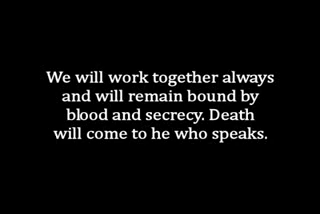 We will work together always
and will remain bound by
blood and secrecy. Death
will come to he who speaks.